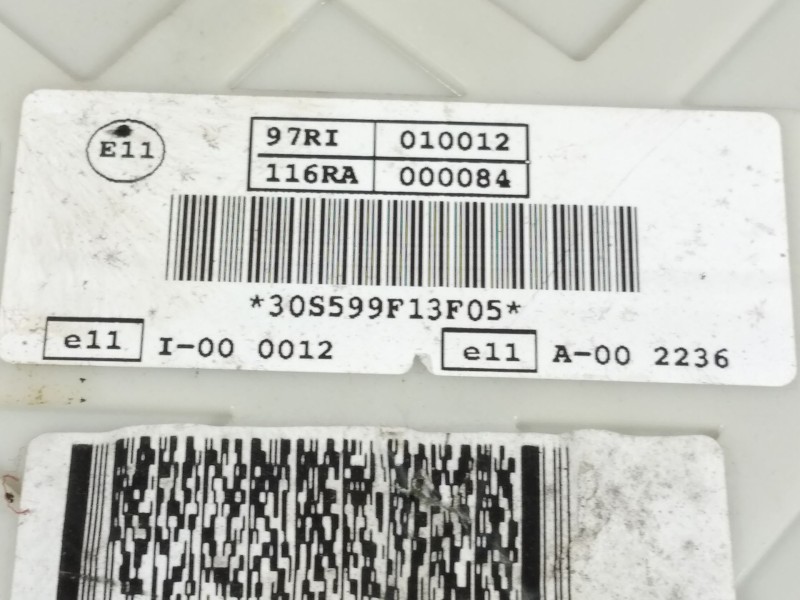 E11
97RI 010012
116RA 000084
*30S599F13F05*
e11 I-00 0012 e11 A-00 2236